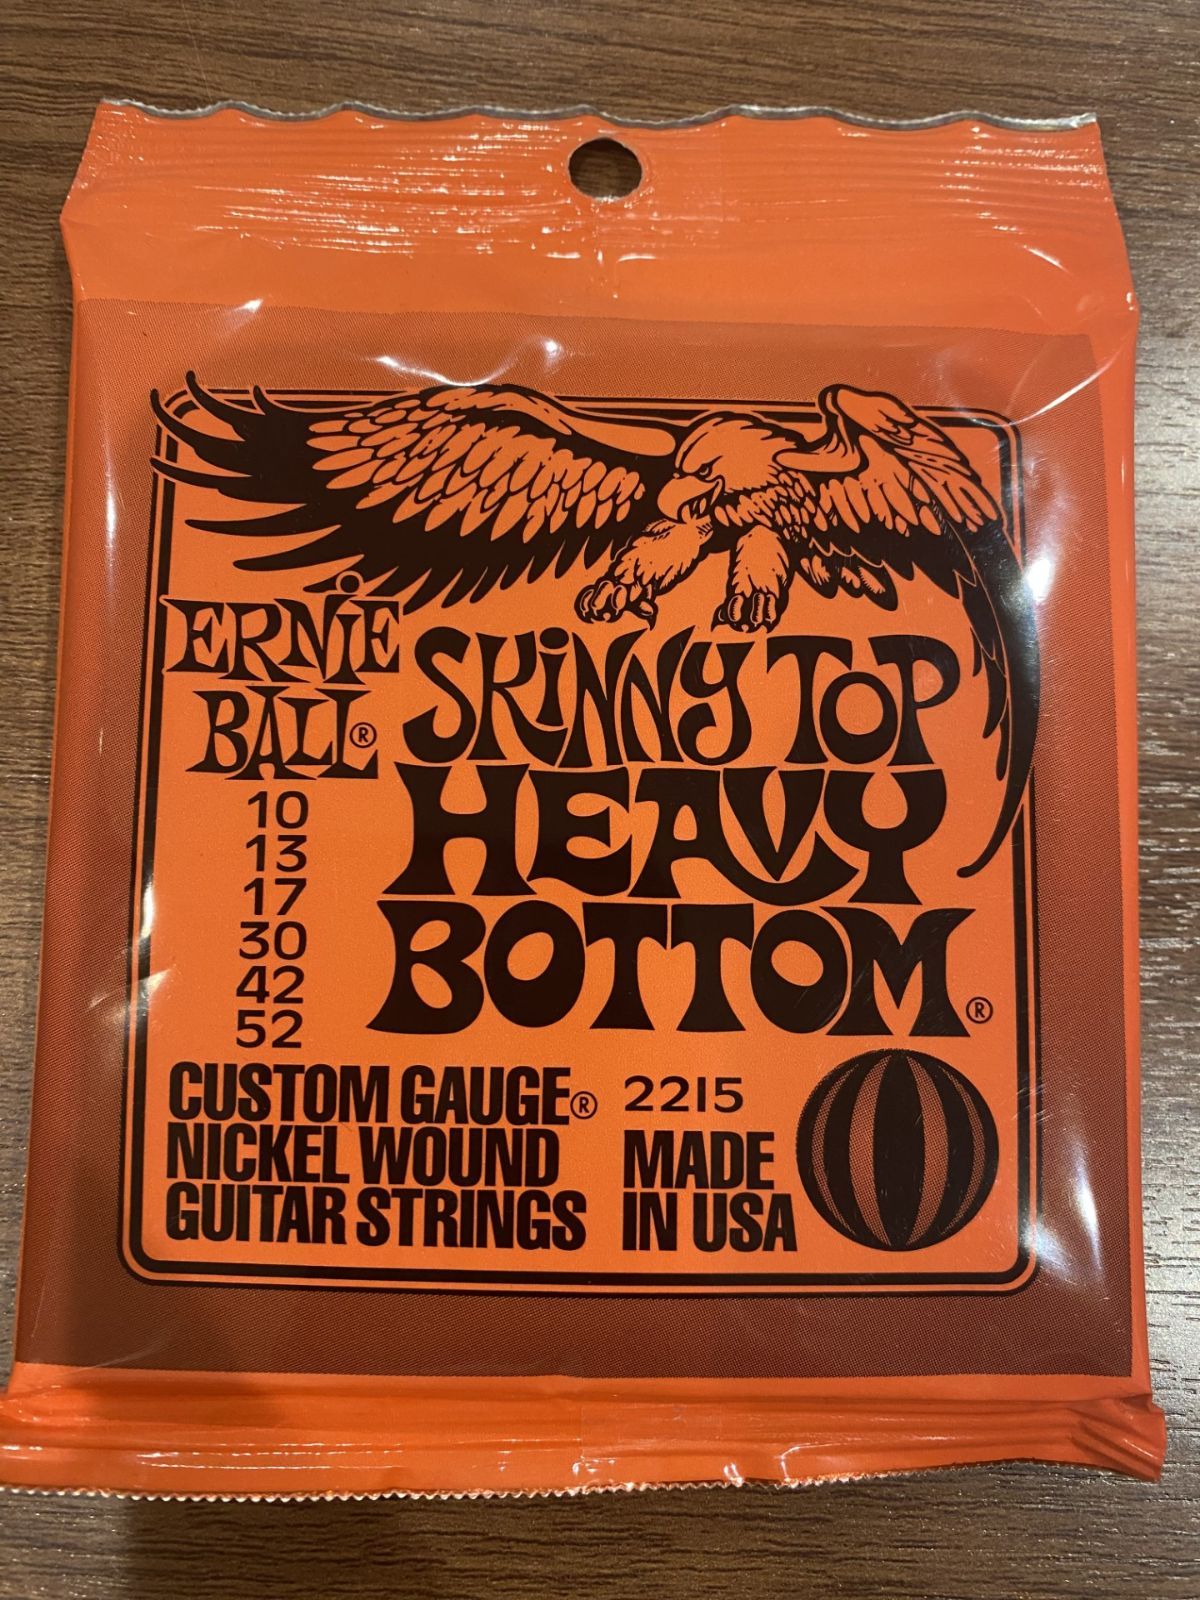 ERNiE
BALL®
10
13
17
30
42
52
SKiNNY TOP
HEAVY
BOTTOM®
CUSTOM GAUGE®
NICKEL WOUND
GUITAR STRINGS
2215
MADE
IN USA